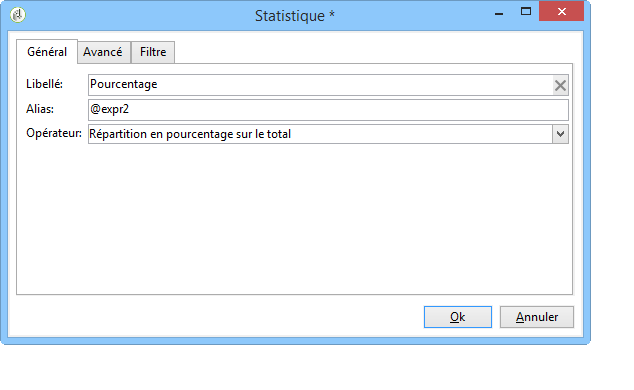 Statistique *
Général Avancé Filtre
Libellé: Pourcentage
Alias: @expr2
Opérateur: Répartition en pourcentage sur le total
Ok Annuler